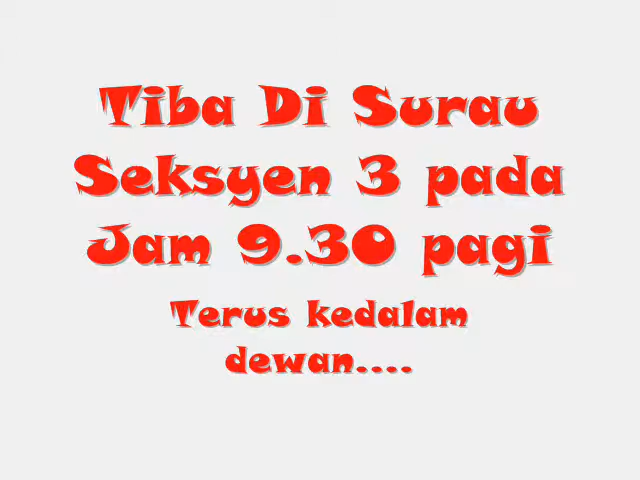 Tiba Di Surau
Seksyen 3 pada
Jam 9.30 pagi
Terus kedalam
dewan....